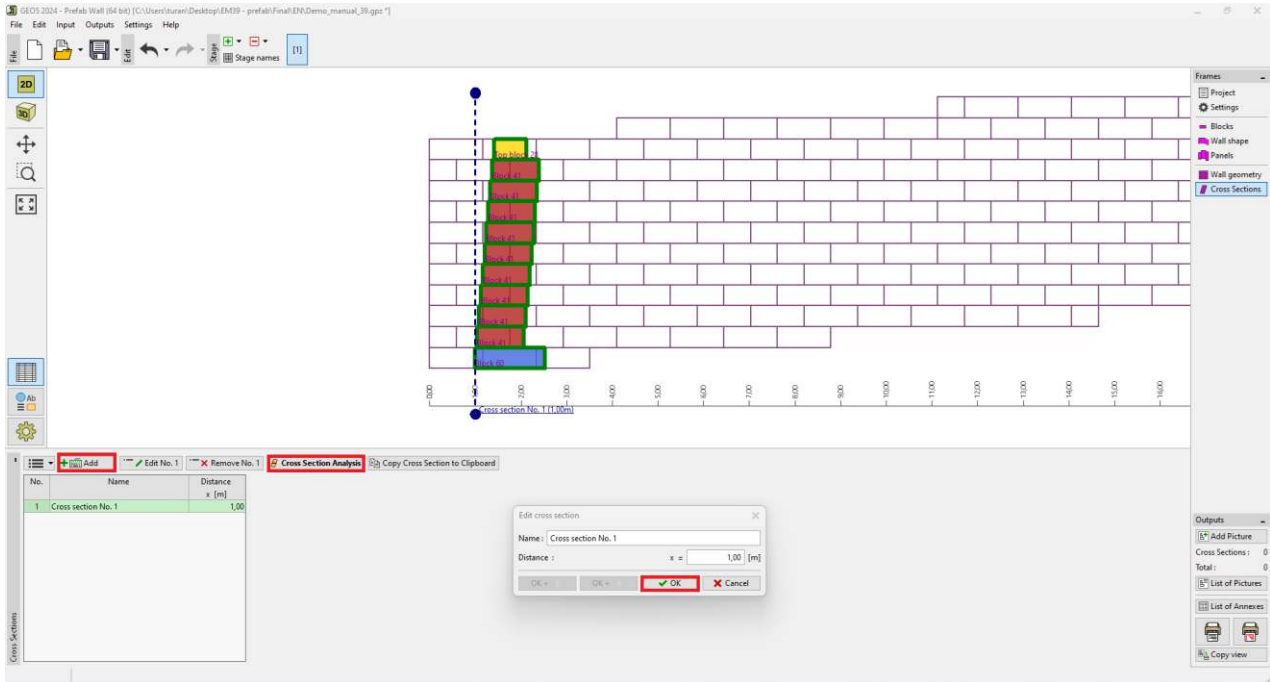 GEO5 2024 - Prefab Wall (64 bit) [C:\Users\turan\Desktop\EM39 - prefab\Final\EN\Demo_manual_39.gps *]
File Edit Input Outputs Settings Help
File
Edit
Stage
Stage names
[1]
2D
3D
Ab
Top block 28
Block 41
Block 41
Block 41
Block 41
Block 41
Block 41
Block 41
Block 41
Block 41
Block 60
0,00 1,00 2,00 3,00 4,00 5,00 6,00 7,00 8,00 9,00 10,00 11,00 12,00 13,00 14,00 15,00 16,00
Cross section No. 1 (1,00m)
Frames
Project
Settings
Blocks
Wall shape
Panels
Wall geometry
Cross Sections
Add Edit No. 1 Remove No. 1 Cross Section Analysis Copy Cross Section to Clipboard
No. Name Distance
x [m]
1 Cross section No. 1 1,00
Cross Sections
Edit cross section
Name : Cross section No. 1
Distance : x = 1,00 [m]
OK + OK + OK Cancel
Outputs
Add Picture
Cross Sections : 0
Total : 0
List of Pictures
List of Annexes
Copy view